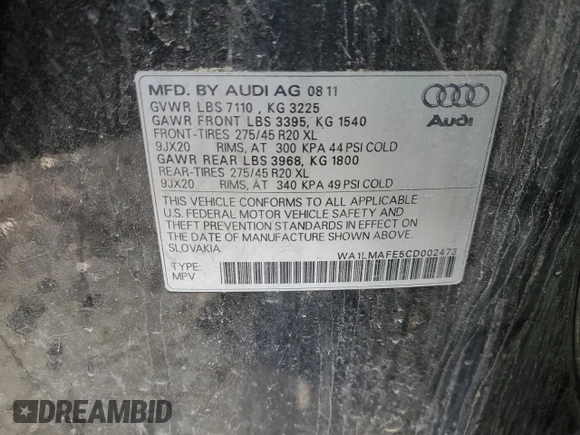 MFD. BY AUDI AG 08 11
GVWR LBS 7110 , KG 3225
GAWR FRONT LBS 3395, KG 1540
FRONT-TIRES 275/45 R20 XL
9JX20 RIMS, AT 300 KPA 44 PSI COLD
GAWR REAR LBS 3968, KG 1800
REAR-TIRES 275/45 R20 XL
9JX20 RIMS, AT 340 KPA 49 PSI COLD
THIS VEHICLE CONFORMS TO ALL APPLICABLE
U.S. FEDERAL MOTOR VEHICLE SAFETY AND
THEFT PREVENTION STANDARDS IN EFFECT ON
THE DATE OF MANUFACTURE SHOWN ABOVE.
SLOVAKIA
WA1LMAFE5CD002473
TYPE:
MPV
Audi
DREAMBID